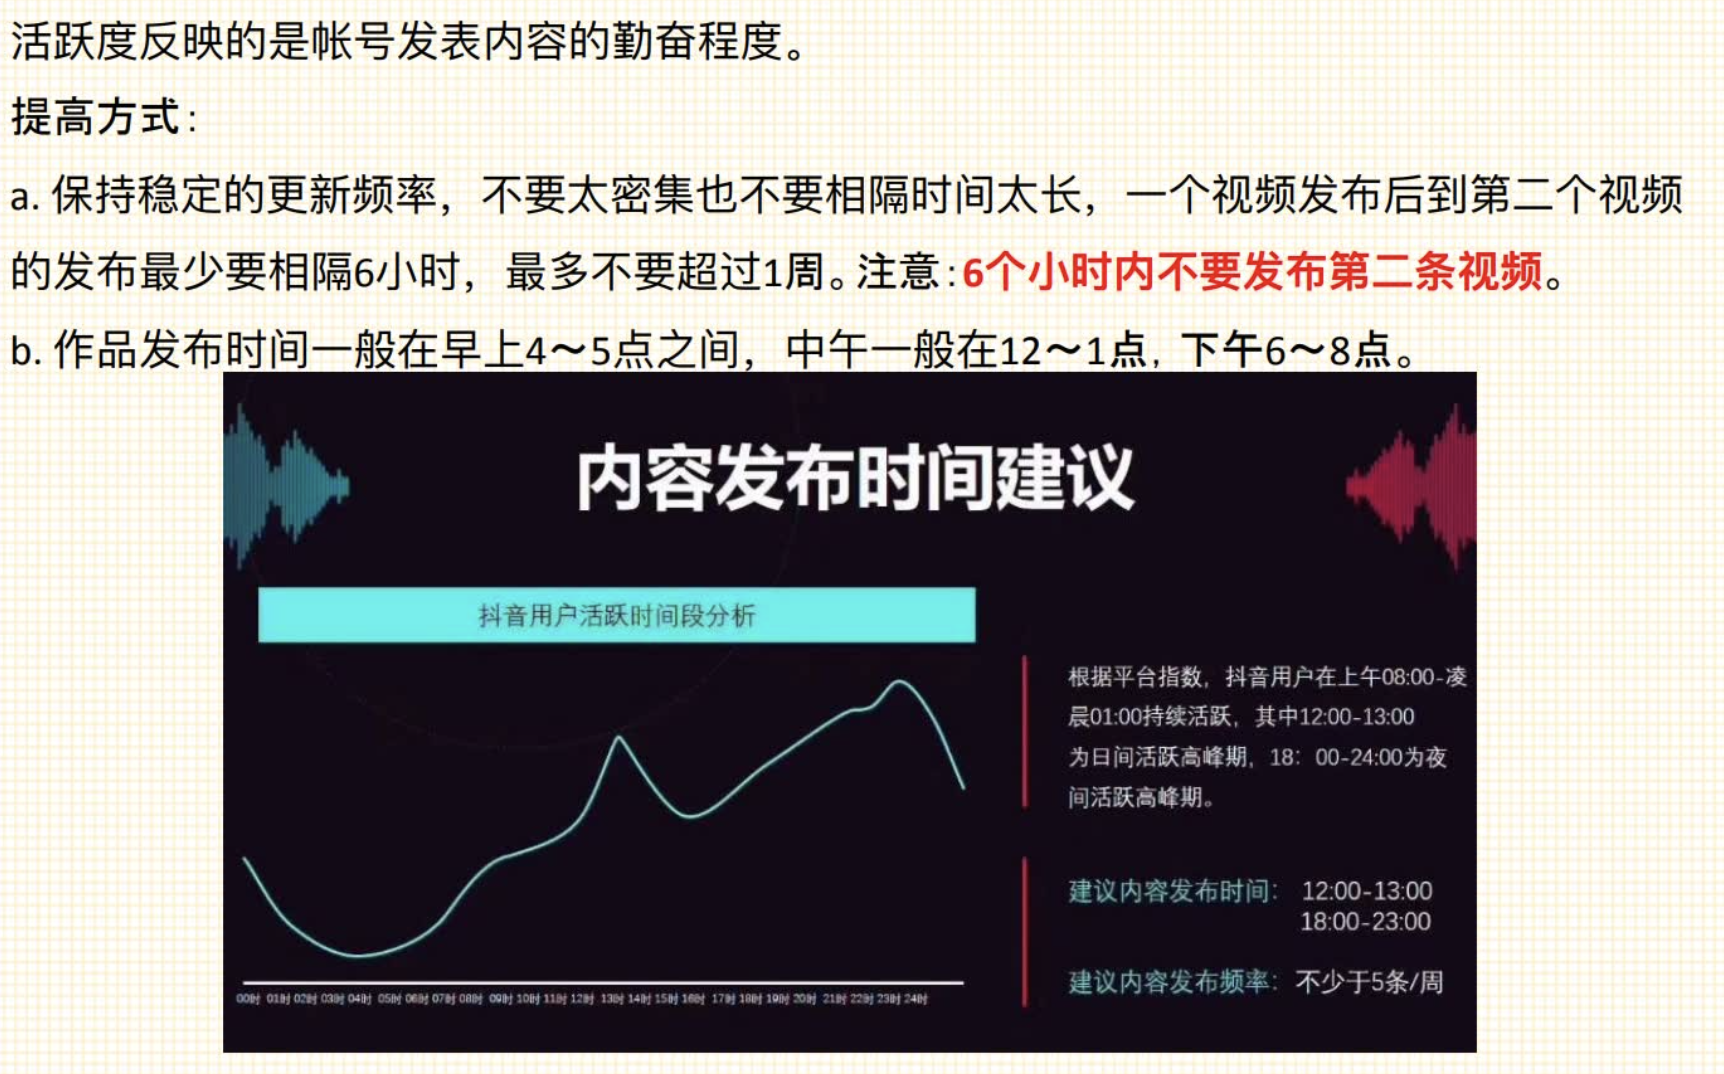 活跃度反映的是帐号发表内容的勤奋程度。
提高方式:
a. 保持稳定的更新频率，不要太密集也不要相隔时间太长，一个视频发布后到第二个视频
的发布最少要相隔6小时，最多不要超过1周。注意:6个小时内不要发布第二条视频。
b. 作品发布时间一般在早上4～5点之间，中午一般在12～1点，下午6～8点。
内容发布时间建议
抖音用户活跃时间段分析
根据平台指数，抖音用户在上午08:00-凌
晨01:00持续活跃，其中12:00-13:00
为日间活跃高峰期，18：00-24:00为夜
间活跃高峰期。
建议内容发布时间： 12:00-13:00
18:00-23:00
建议内容发布频率：不少于5条/周
00时 01时 02时 03时 04时 05时 06时 07时 08时 09时 10时 11时 12时 13时 14时 15时 16时 17时 18时 19时 20时 21时 22时 23时 24时